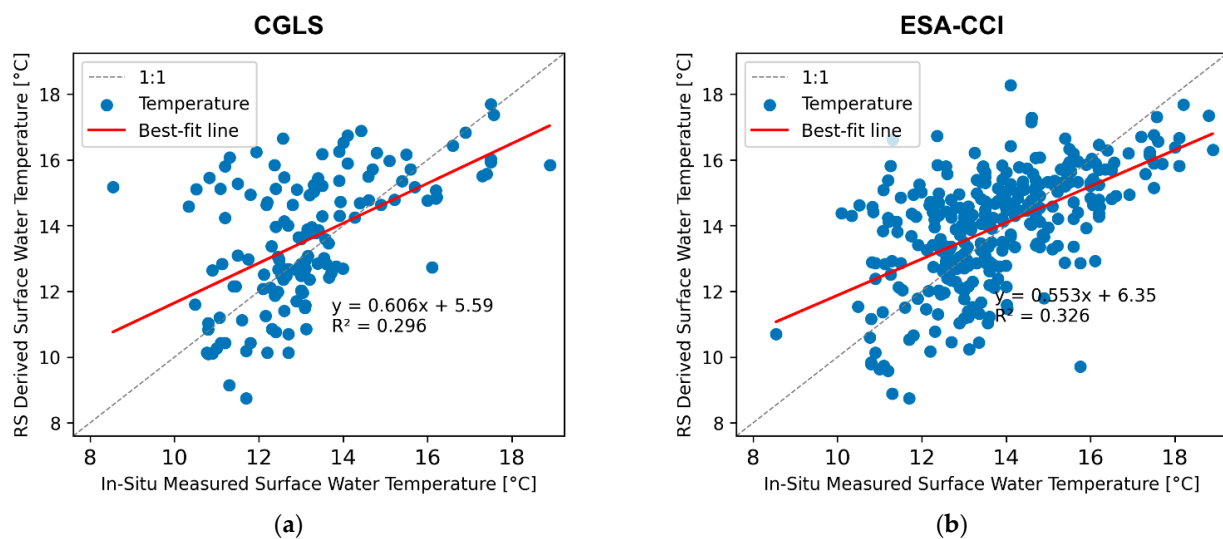 CGLS
RS Derived Surface Water Temperature [°C]
18
16
14
12
10
8
1:1
Temperature
Best-fit line
y = 0.606x + 5.59
R² = 0.296
8 10 12 14 16 18
In-Situ Measured Surface Water Temperature [°C]
(a)
ESA-CCI
RS Derived Surface Water Temperature [°C]
18
16
14
12
10
8
1:1
Temperature
Best-fit line
y = 0.553x + 6.35
R² = 0.326
8 10 12 14 16 18
In-Situ Measured Surface Water Temperature [°C]
(b)